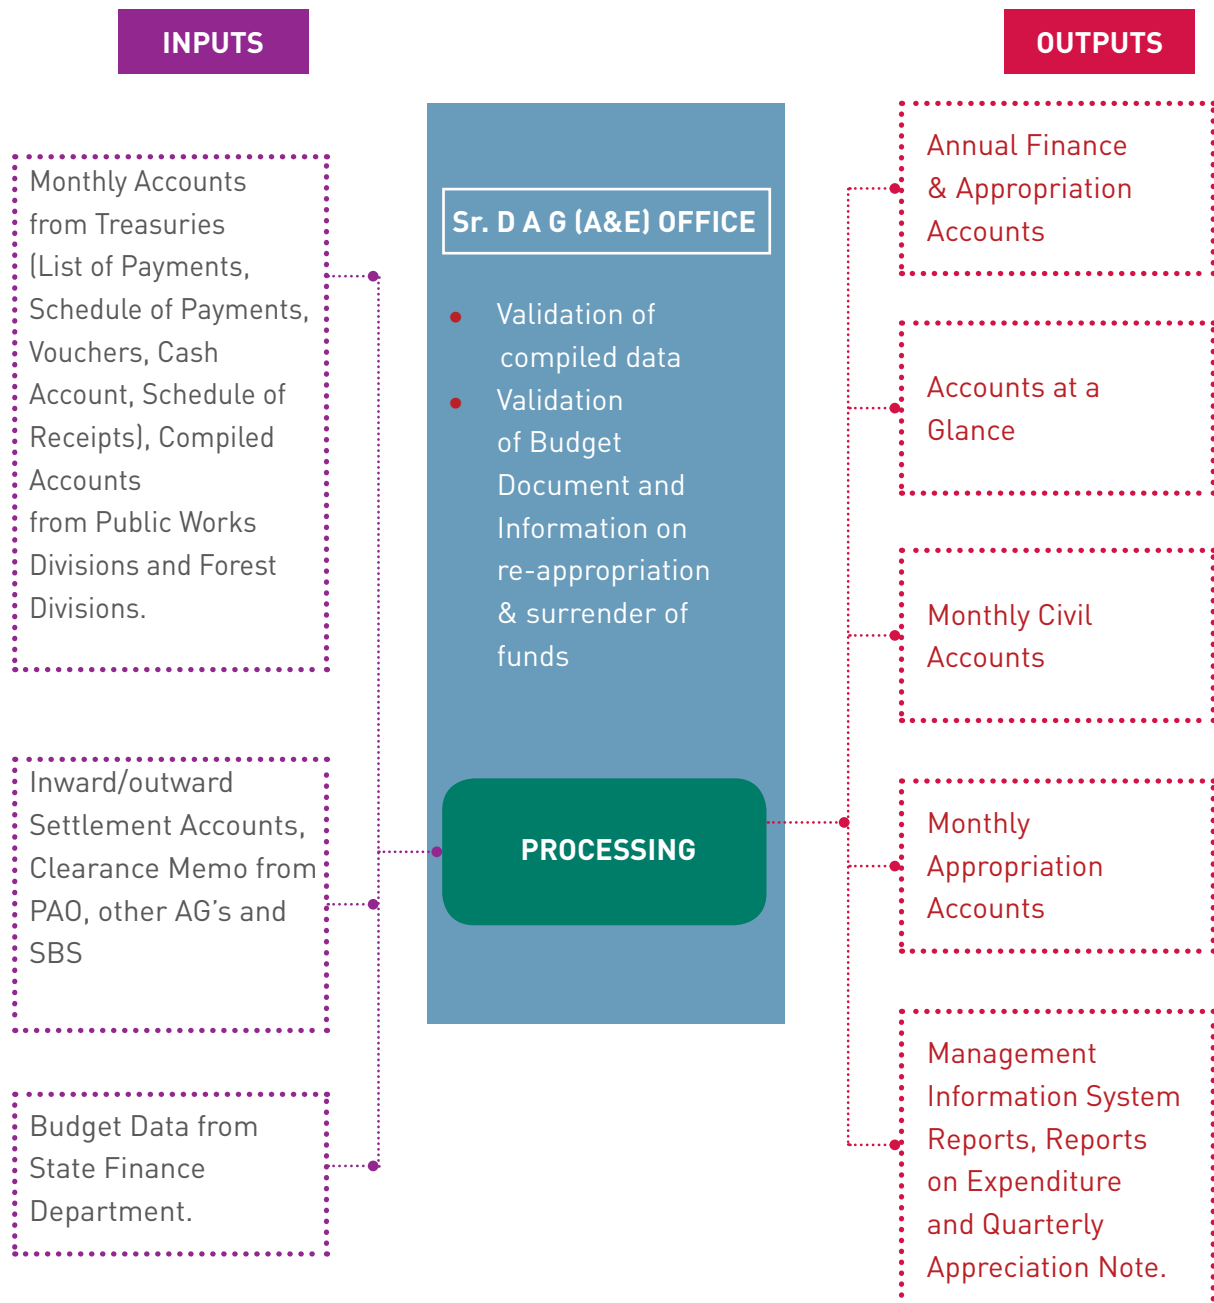 INPUTS
Monthly Accounts
from Treasuries
(List of Payments,
Schedule of Payments,
Vouchers, Cash
Account, Schedule of
Receipts), Compiled
Accounts
from Public Works
Divisions and Forest
Divisions.
Inward/outward
Settlement Accounts,
Clearance Memo from
PAO, other AG’s and
SBS
Budget Data from
State Finance
Department.
Sr. D A G (A&E) OFFICE
• Validation of
compiled data
• Validation
of Budget
Document and
Information on
re-appropriation
& surrender of
funds
PROCESSING
OUTPUTS
Annual Finance
& Appropriation
Accounts
Accounts at a
Glance
Monthly Civil
Accounts
Monthly
Appropriation
Accounts
Management
Information System
Reports, Reports
on Expenditure
and Quarterly
Appreciation Note.